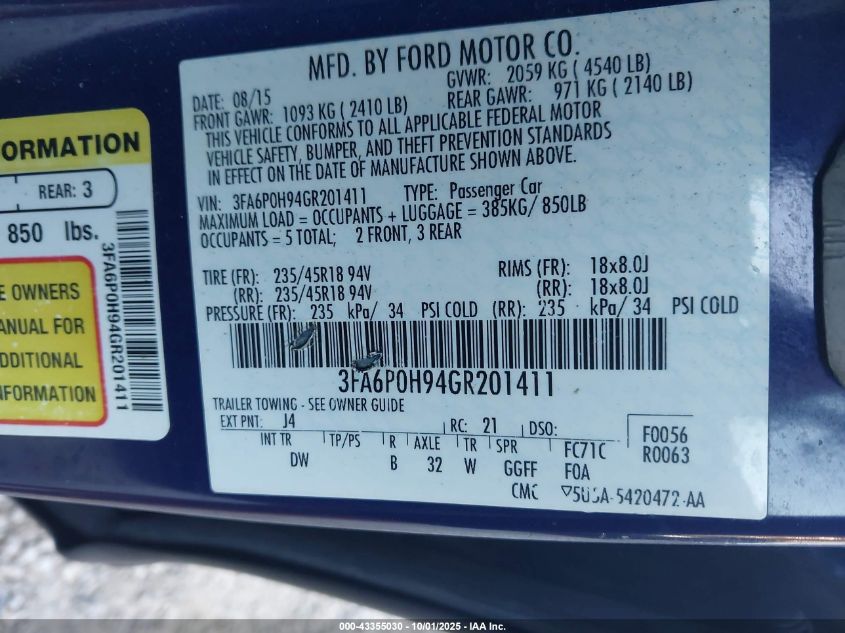 ORMATION
REAR: 3
850 lbs.
E OWNERS
ANUAL FOR
DDITIONAL
NFORMATION
3FA6P0H94GR201411
MFD. BY FORD MOTOR CO.
DATE: 08/15 GVWR: 2059 KG ( 4540 LB)
FRONT GAWR: 1093 KG ( 2410 LB) REAR GAWR: 971 KG ( 2140 LB)
THIS VEHICLE CONFORMS TO ALL APPLICABLE FEDERAL MOTOR
VEHICLE SAFETY, BUMPER, AND THEFT PREVENTION STANDARDS
IN EFFECT ON THE DATE OF MANUFACTURE SHOWN ABOVE.
VIN: 3FA6P0H94GR201411 TYPE: Passenger Car
MAXIMUM LOAD = OCCUPANTS + LUGGAGE = 385KG/ 850LB
OCCUPANTS = 5 TOTAL; 2 FRONT, 3 REAR
TIRE (FR): 235/45R18 94V RIMS (FR): 18x8.0J
(RR): 235/45R18 94V (RR): 18x8.0J
PRESSURE (FR): 235 kPa/ 34 PSI COLD (RR): 235 kPa/ 34 PSI COLD
3FA6P0H94GR201411
TRAILER TOWING - SEE OWNER GUIDE
EXT PNT: J4 RC: 21 DSO: F0056
INT TR TP/PS R AXLE TR SPR FC71C R0063
DW B 32 W GGFF F0A
CMC 5U5A-5420472-AA
000-43355030 - 10/01/2025 - IAA Inc.